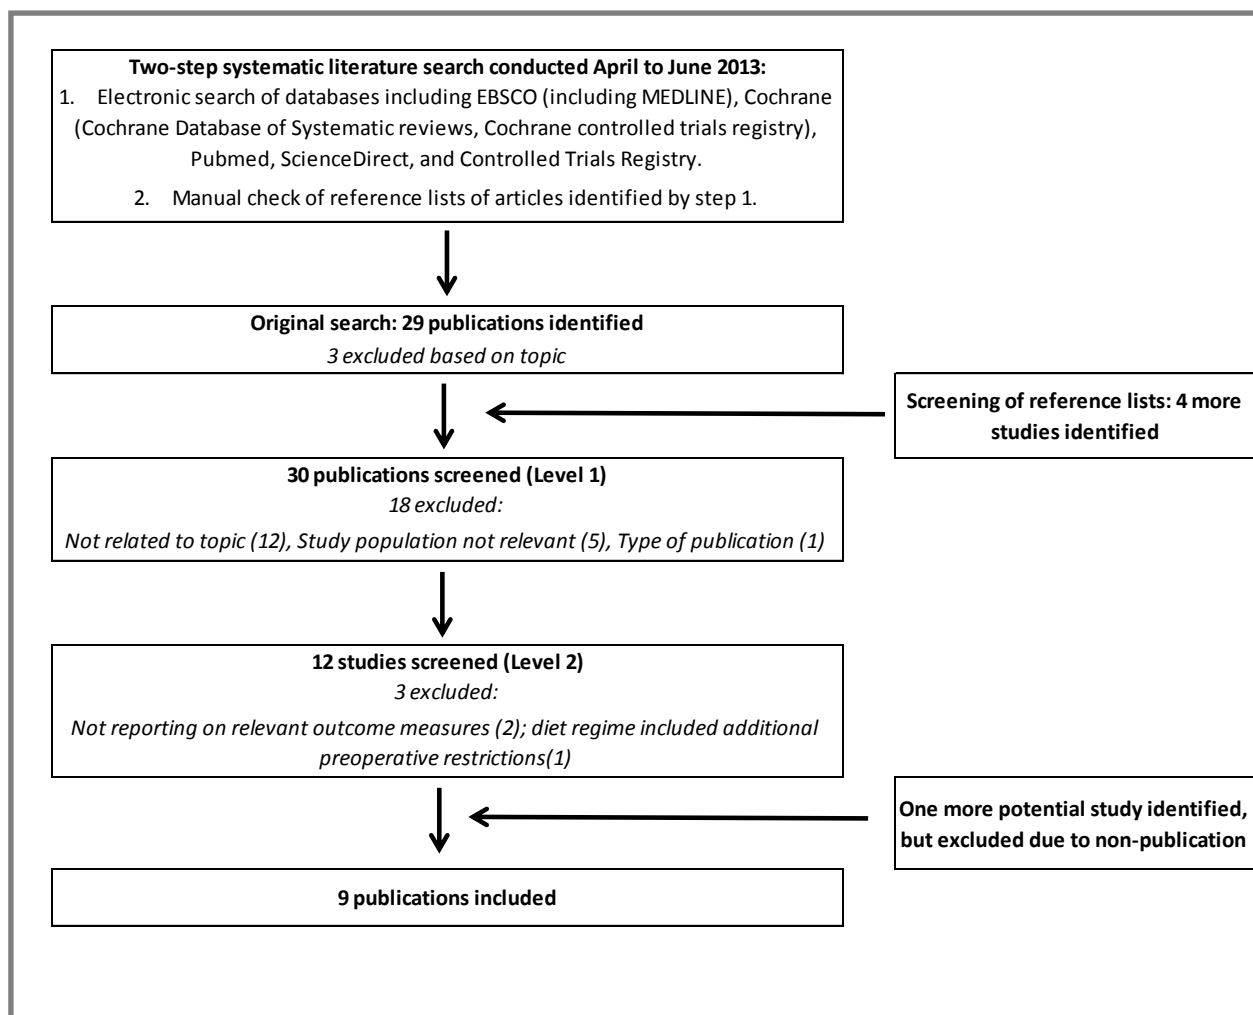 Two-step systematic literature search conducted April to June 2013:
1. Electronic search of databases including EBSCO (including MEDLINE), Cochrane
(Cochrane Database of Systematic reviews, Cochrane controlled trials registry),
Pubmed, ScienceDirect, and Controlled Trials Registry.
2. Manual check of reference lists of articles identified by step 1.
Original search: 29 publications identified
3 excluded based on topic
Screening of reference lists: 4 more
studies identified
30 publications screened (Level 1)
18 excluded:
Not related to topic (12), Study population not relevant (5), Type of publication (1)
12 studies screened (Level 2)
3 excluded:
Not reporting on relevant outcome measures (2); diet regime included additional
preoperative restrictions(1)
One more potential study identified,
but excluded due to non-publication
9 publications included